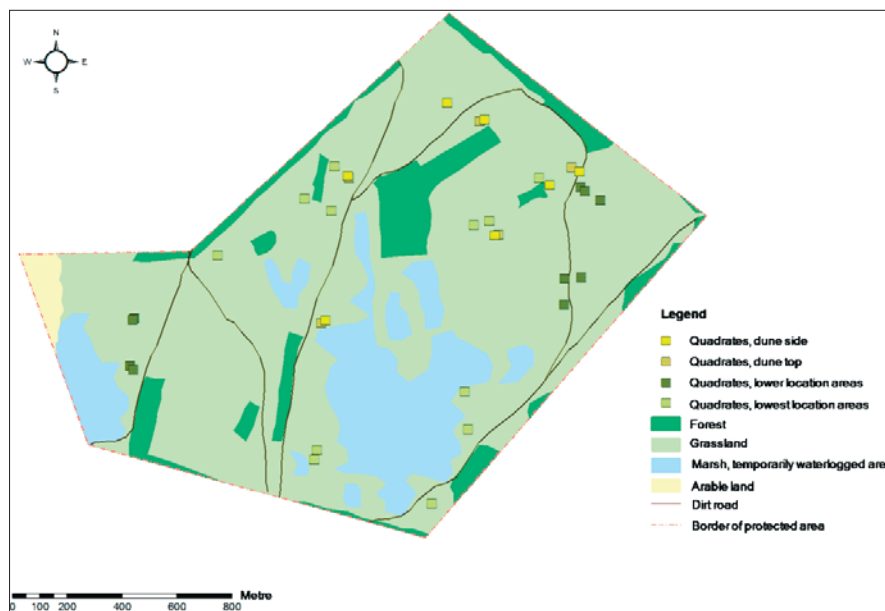 N
W E
S
Legend
Quadrates, dune side
Quadrates, dune top
Quadrates, lower location areas
Quadrates, lowest location areas
Forest
Grassland
Marsh, temporarily waterlogged are
Arable land
Dirt road
Border of protected area
Metre
0 100 200 400 600 800